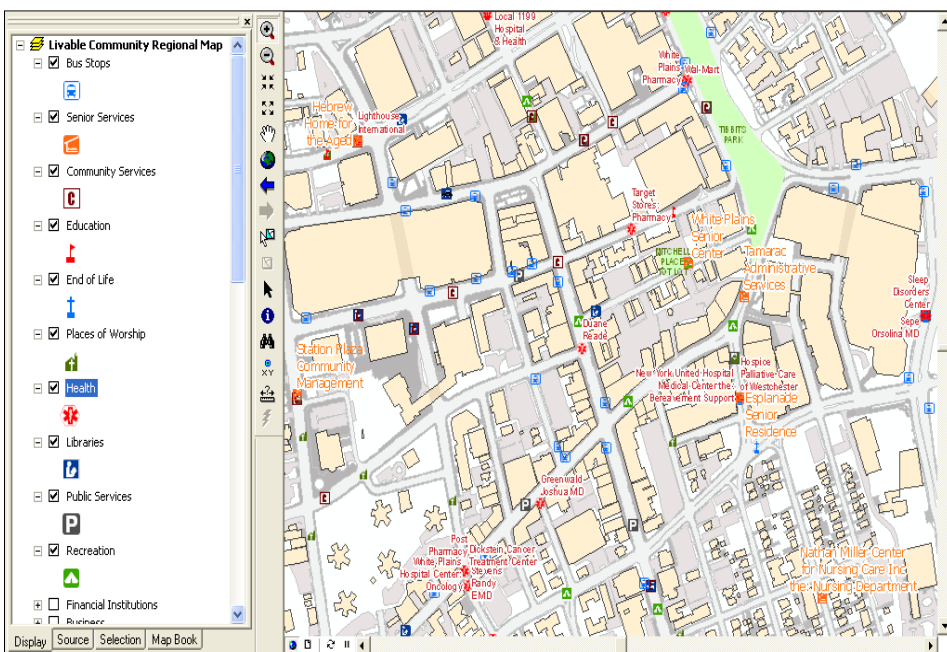 Livable Community Regional Map
Bus Stops
Senior Services
Community Services
C
Education
End of Life
Places of Worship
Health
Libraries
Public Services
P
Recreation
Financial Institutions
Business
Display
Source
Selection
Map Book
XY
Local 1199
Hospital
& Health
White
Plains
Pharmacy
Wal-Mart
Hebrew
Home for
the Aged
Lighthouse
International
TIBBITS
PARK
Target
Stores
Pharmacy
White Plains
Senior
Center
MITCHELL
PLACE
Tamarac
Administrative
Services
Sleep
Disorders
Center
Sepe
Orsolina MD
Duane
Reade
Station Plaza
Community
Management
New York United Hospital
Medical Center the
Bereavement Support
Hospice
Palliative Care
of Westchester
Esplanade
Senior
Residence
Greenwald
Joshua MD
Post
Pharmacy
White Plains
Hospital Center
Oncology
Dickstein Cancer
Treatment Center
Stevens
Randy
EMD
Nathan Miller Center
for Nursing Care Inc
the: Nursing Department